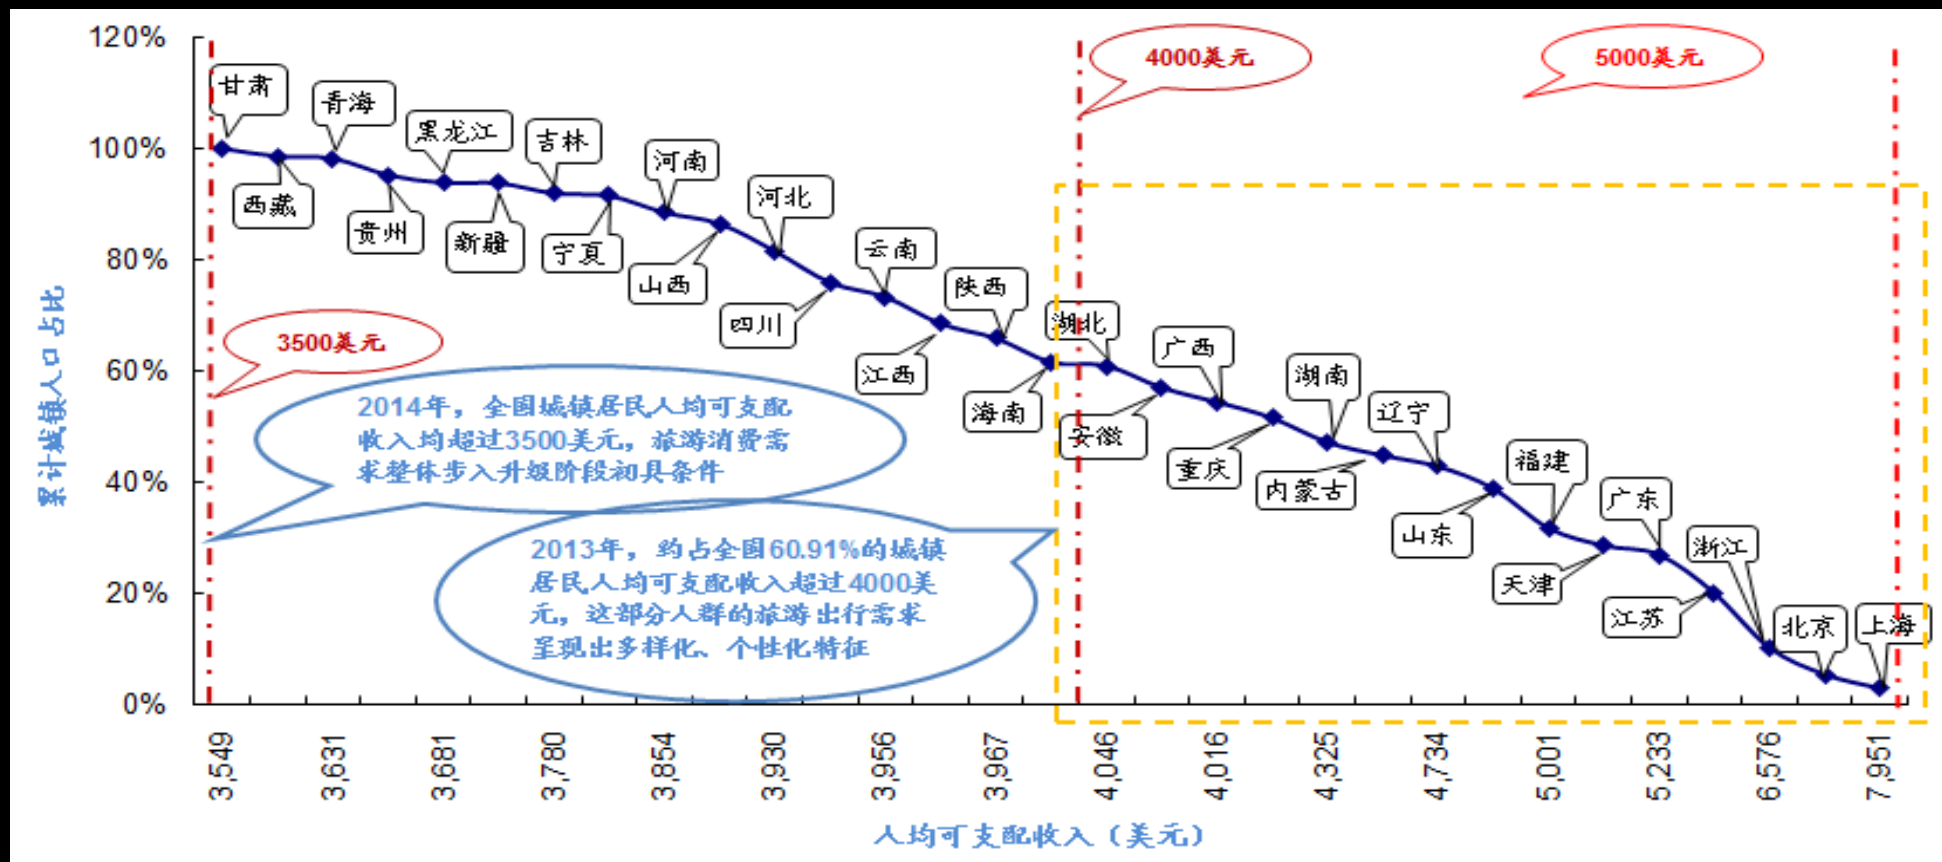 120%
100%
80%
60%
40%
20%
0%
累计城镇人口占比
甘肃
西藏
青海
贵州
黑龙江
新疆
吉林
宁夏
河南
山西
河北
四川
云南
江西
陕西
海南
湖北
安徽
广西
重庆
湖南
内蒙古
辽宁
山东
福建
天津
广东
江苏
浙江
北京
上海
3500美元
4000美元
5000美元
2014年，全国城镇居民人均可支配
收入均超过3500美元，旅游消费需
求整体步入升级阶段初具条件
2013年，约占全国60.91%的城镇
居民人均可支配收入超过4000美
元，这部分人群的旅游出行需求
呈现出多样化、个性化特征
3,549
3,631
3,681
3,780
3,854
3,930
3,956
3,967
4,046
4,016
4,325
4,734
5,001
5,233
6,576
7,951
人均可支配收入（美元）